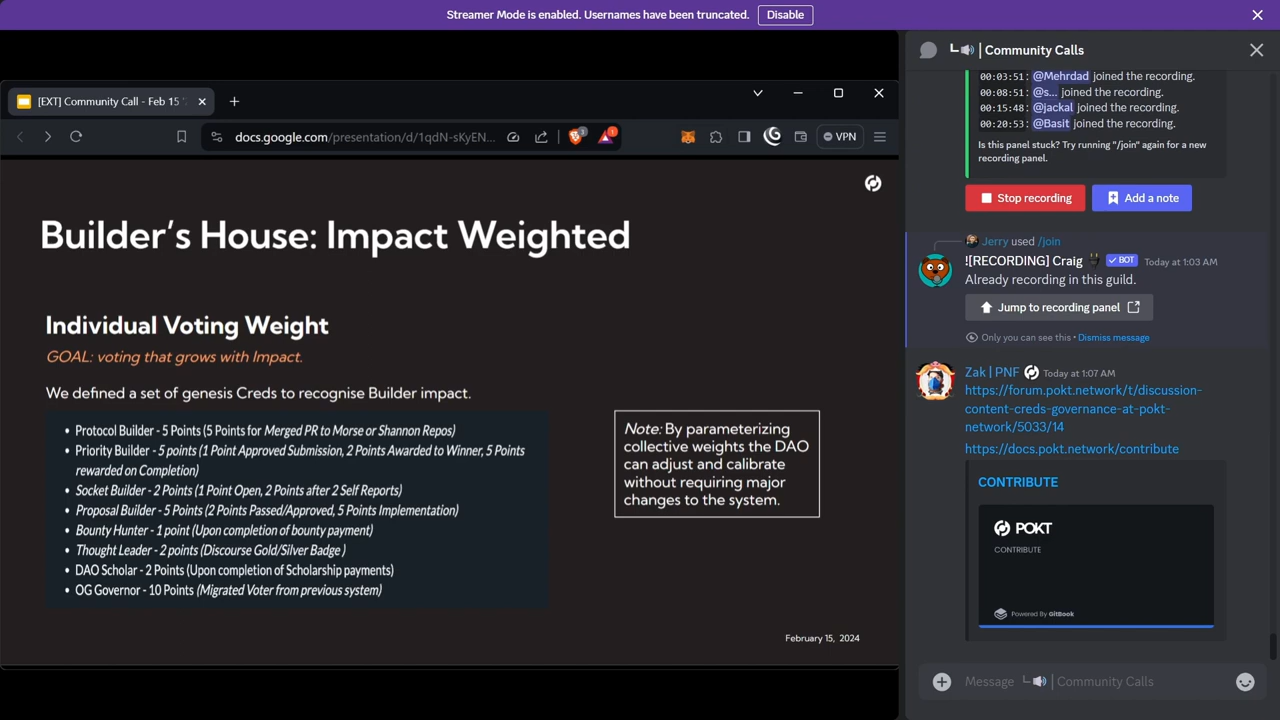 Streamer Mode is enabled. Usernames have been truncated.
Disable
[EXT] Community Call - Feb 15 '
docs.google.com/presentation/d/1qdN-sKyEN...
3
1
VPN
Builder's House: Impact Weighted
Individual Voting Weight
GOAL: voting that grows with Impact.
We defined a set of genesis Creds to recognise Builder impact.
• Protocol Builder - 5 Points (5 Points for Merged PR to Morse or Shannon Repos)
• Priority Builder - 5 points (1 Point Approved Submission, 2 Points Awarded to Winner, 5 Points
rewarded on Completion)
• Socket Builder - 2 Points (1 Point Open, 2 Points after 2 Self Reports)
• Proposal Builder - 5 Points (2 Points Passed/Approved, 5 Points Implementation)
• Bounty Hunter - 1 point (Upon completion of bounty payment)
• Thought Leader - 2 points (Discourse Gold/Silver Badge )
• DAO Scholar - 2 Points (Upon completion of Scholarship payments)
• OG Governor - 10 Points (Migrated Voter from previous system)
Note: By parameterizing
collective weights the DAO
can adjust and calibrate
without requiring major
changes to the system.
February 15, 2024
Community Calls
00:03:51: @Mehrdad joined the recording.
00:08:51: @s... joined the recording.
00:15:48: @jackal joined the recording.
00:20:53: @Basit joined the recording.
Is this panel stuck? Try running "/join" again for a new
recording panel.
Stop recording
Add a note
Jerry used /join
![RECORDING] Craig BOT Today at 1:03 AM
Already recording in this guild.
Jump to recording panel
Only you can see this • Dismiss message
Zak | PNF Today at 1:07 AM
https://forum.pokt.network/t/discussion-
content-creds-governance-at-pokt-
network/5033/14
https://docs.pokt.network/contribute
CONTRIBUTE
POKT
CONTRIBUTE
Powered By GitBook
Message Community Calls